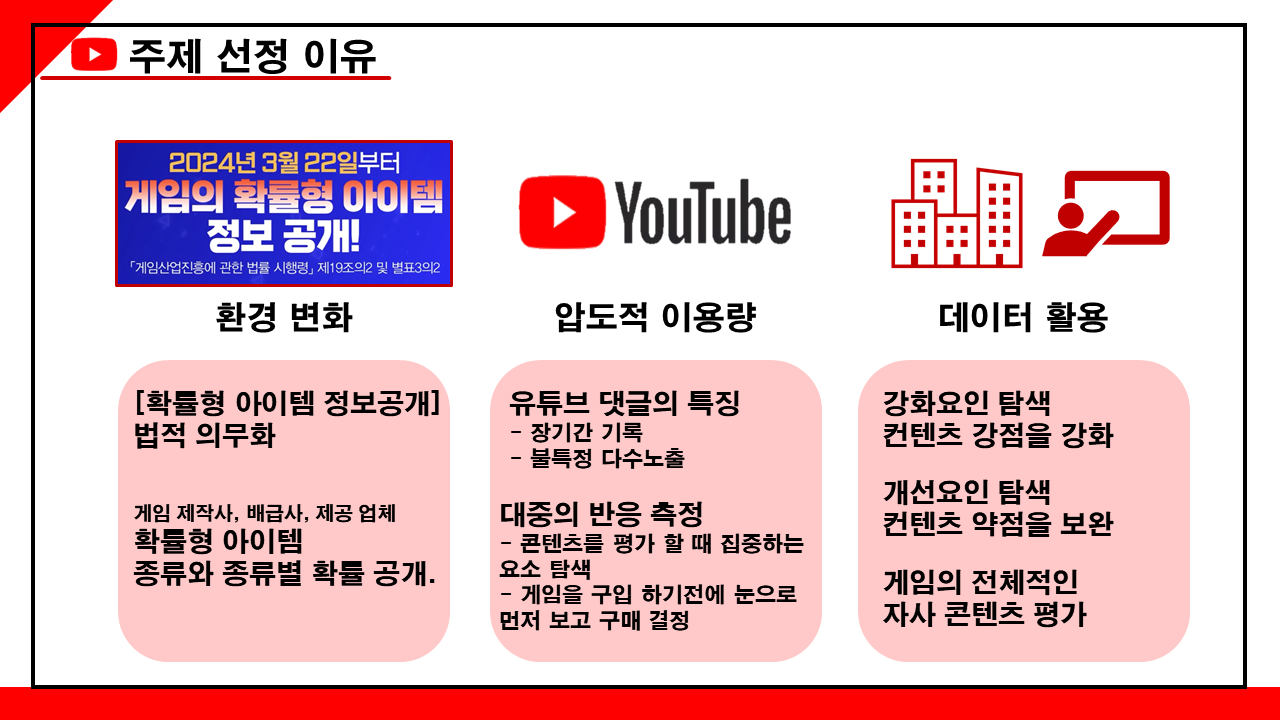 주제 선정 이유
2024년 3월 22일부터
게임의 확률형 아이템
정보 공개!
「게임산업진흥에 관한 법률 시행령」 제19조의2 및 별표3의2
환경 변화
[확률형 아이템 정보공개]
법적 의무화
게임 제작사, 배급사, 제공 업체
확률형 아이템
종류와 종류별 확률 공개.
YouTube
압도적 이용량
유튜브 댓글의 특징
- 장기간 기록
- 불특정 다수노출
대중의 반응 측정
- 콘텐츠를 평가 할 때 집중하는
요소 탐색
- 게임을 구입 하기전에 눈으로
먼저 보고 구매 결정
데이터 활용
강화요인 탐색
컨텐츠 강점을 강화
개선요인 탐색
컨텐츠 약점을 보완
게임의 전체적인
자사 콘텐츠 평가